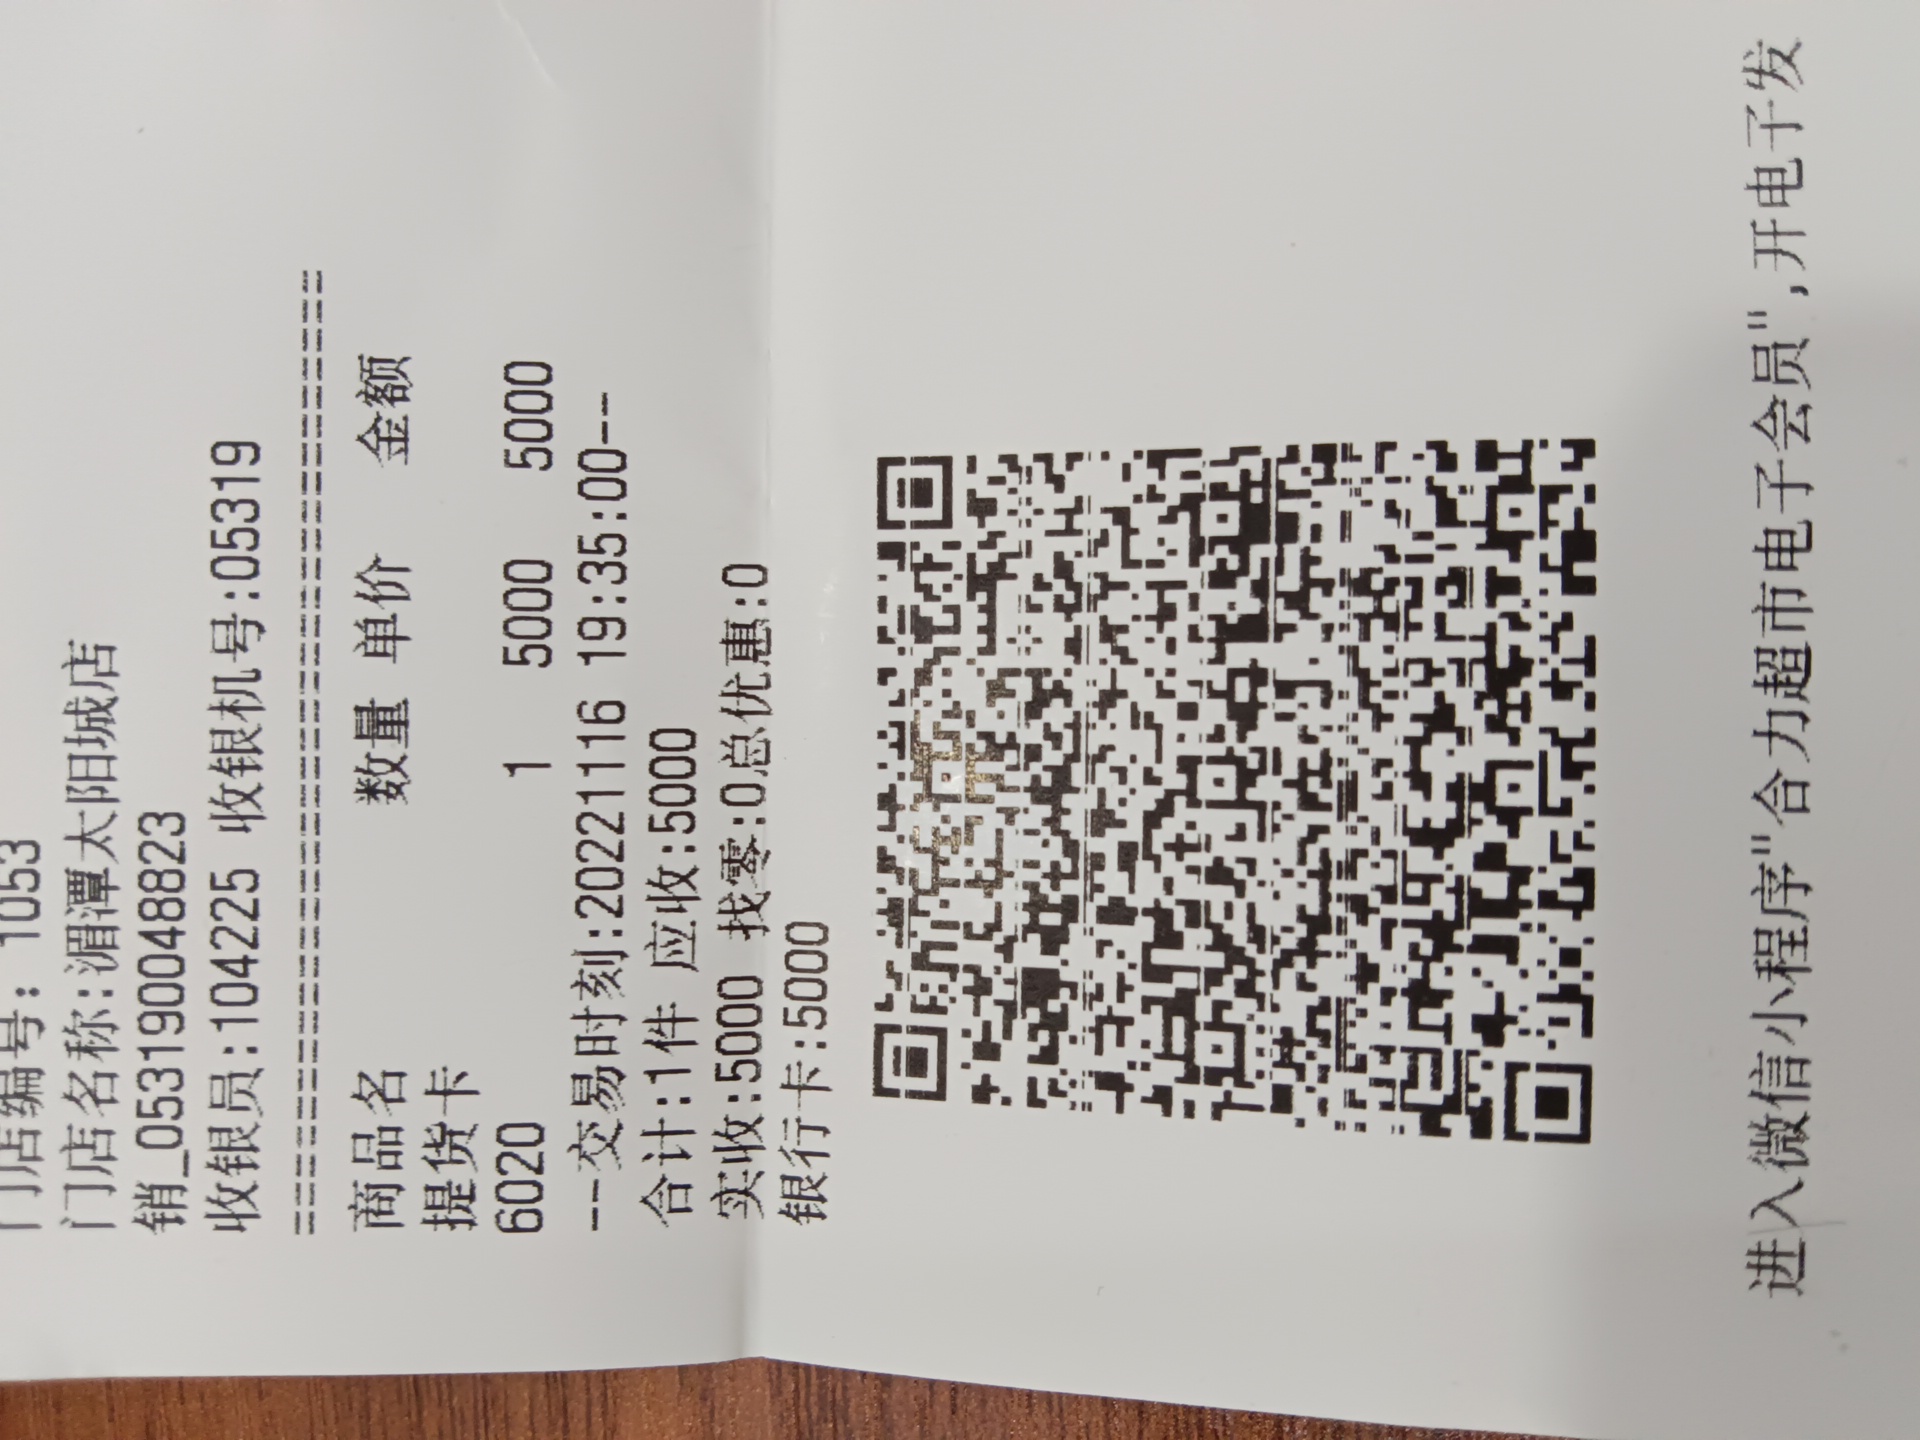 门店编号: 1053
门店名称:湄潭太阳城店
销_053190048823
收银员:104225 收银机号:05319
================================
商品名 数量 单价 金额
提货卡
6020 1 5000 5000
--交易时刻:20221116 19:35:00--
合计:1件 应收:5000
实收:5000 找零:0总优惠:0
银行卡:5000
进入微信小程序"合力超市电子会员",开电子发